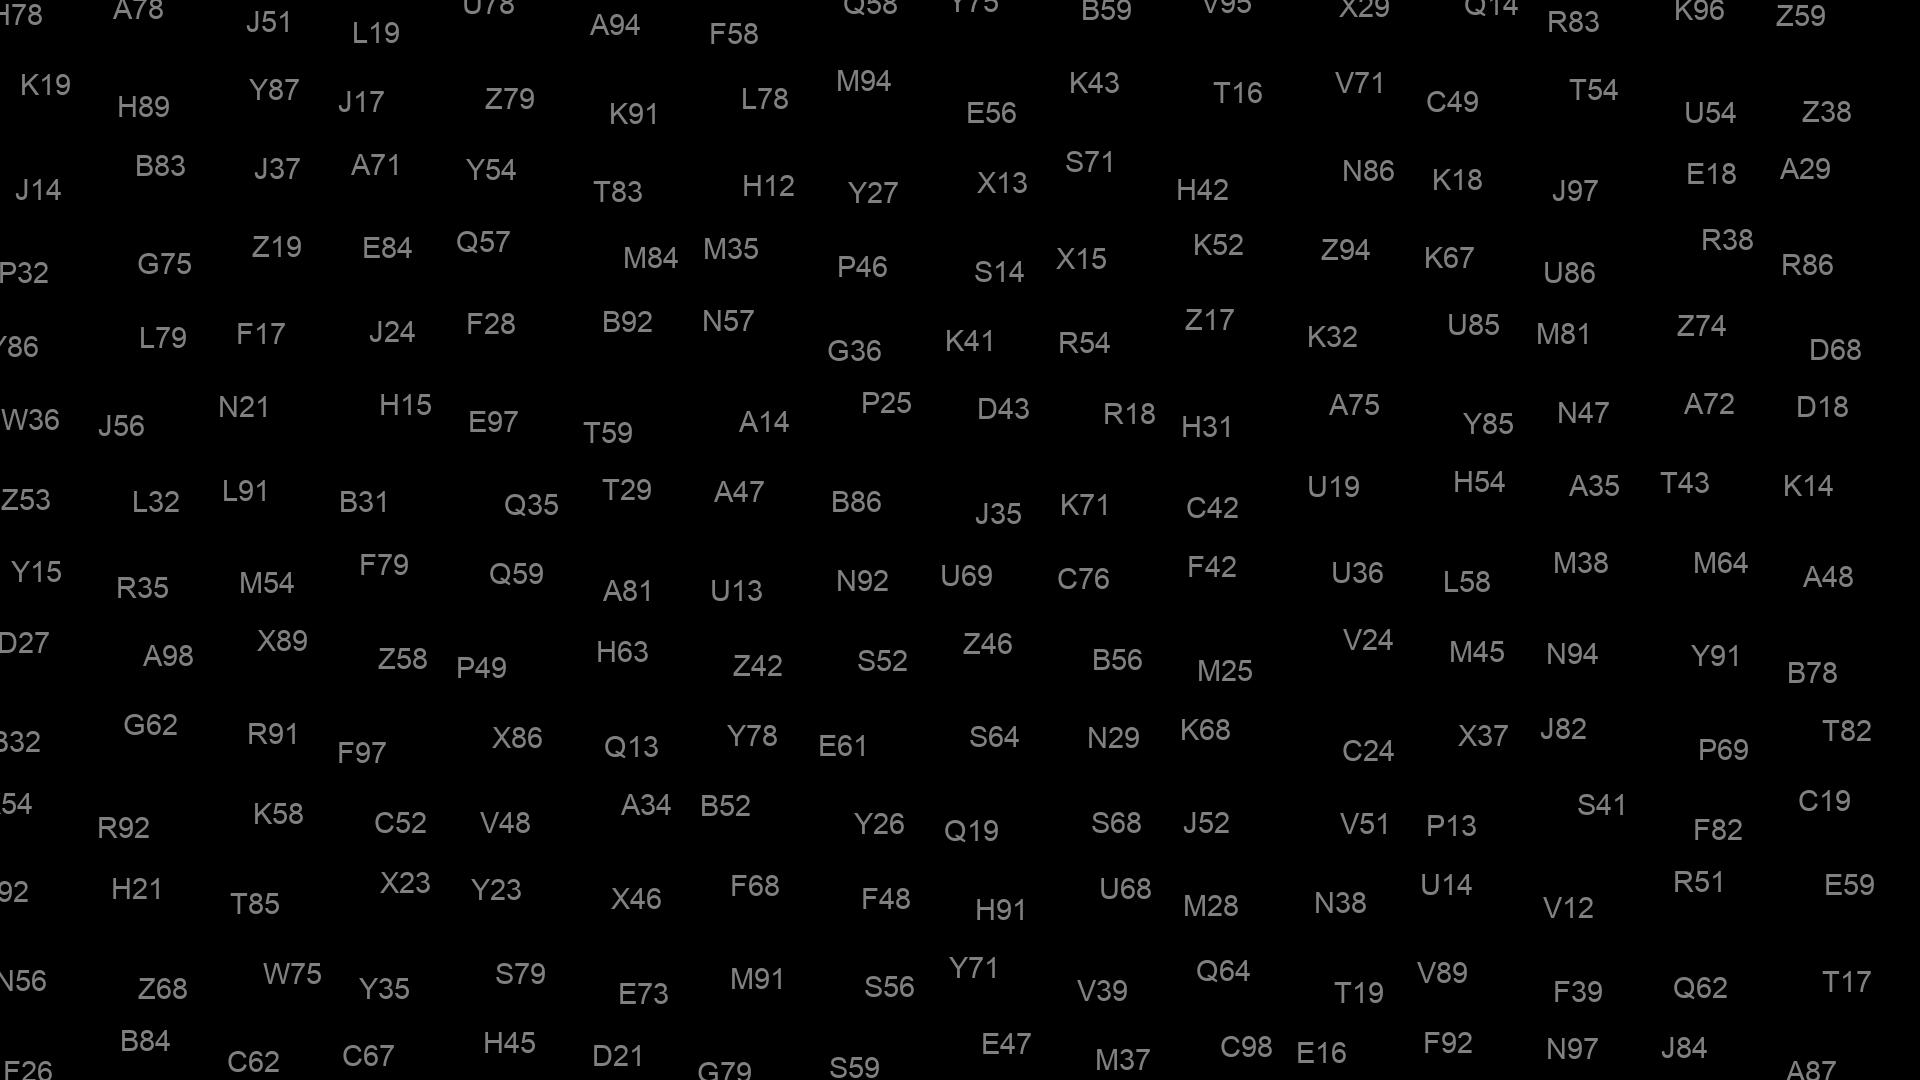 H78 A78 J51 L19 U78 A94 F58 Q58 Y75 B59 V95 X29 Q14 R83 K96 Z59
K19 H89 Y87 J17 Z79 K91 L78 M94 E56 K43 T16 V71 C49 T54 U54 Z38
J14 B83 J37 A71 Y54 T83 H12 Y27 X13 S71 H42 N86 K18 J97 E18 A29
P32 G75 Z19 E84 Q57 M84 M35 P46 S14 X15 K52 Z94 K67 U86 R38 R86
Y86 L79 F17 J24 F28 B92 N57 G36 K41 R54 Z17 K32 U85 M81 Z74 D68
W36 J56 N21 H15 E97 T59 A14 P25 D43 R18 H31 A75 Y85 N47 A72 D18
Z53 L32 L91 B31 Q35 T29 A47 B86 J35 K71 C42 U19 H54 A35 T43 K14
Y15 R35 M54 F79 Q59 A81 U13 N92 U69 C76 F42 U36 L58 M38 M64 A48
D27 A98 X89 Z58 P49 H63 Z42 S52 Z46 B56 M25 V24 M45 N94 Y91 B78
B32 G62 R91 F97 X86 Q13 Y78 E61 S64 N29 K68 C24 X37 J82 P69 T82
54 R92 K58 C52 V48 A34 B52 Y26 Q19 S68 J52 V51 P13 S41 F82 C19
92 H21 T85 X23 Y23 X46 F68 F48 H91 U68 M28 N38 U14 V12 R51 E59
N56 Z68 W75 Y35 S79 E73 M91 S56 Y71 V39 Q64 T19 V89 F39 Q62 T17
F26 B84 C62 C67 H45 D21 G79 S59 E47 M37 C98 E16 F92 N97 J84 A87